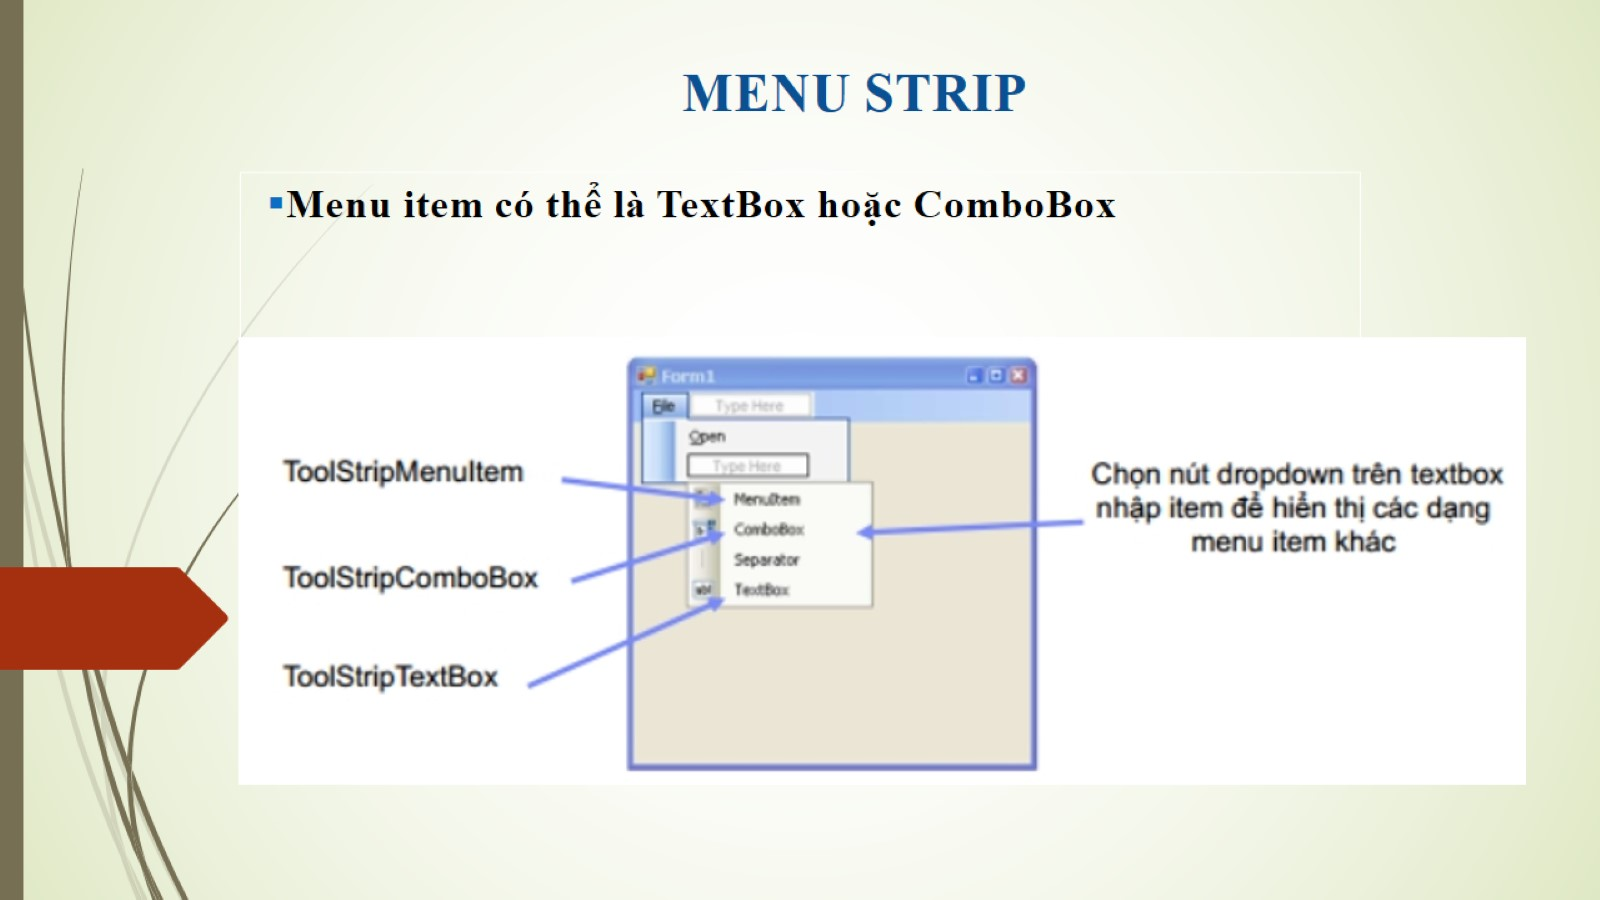 MENU STRIP
Menu item có thể là TextBox hoặc ComboBox
Form1
File Type Here
Open
Type Here
ToolStripMenuItem
MenuItem
ComboBox
Separator
TextBox
ToolStripComboBox
ToolStripTextBox
Chọn nút dropdown trên textbox
nhập item để hiển thị các dạng
menu item khác